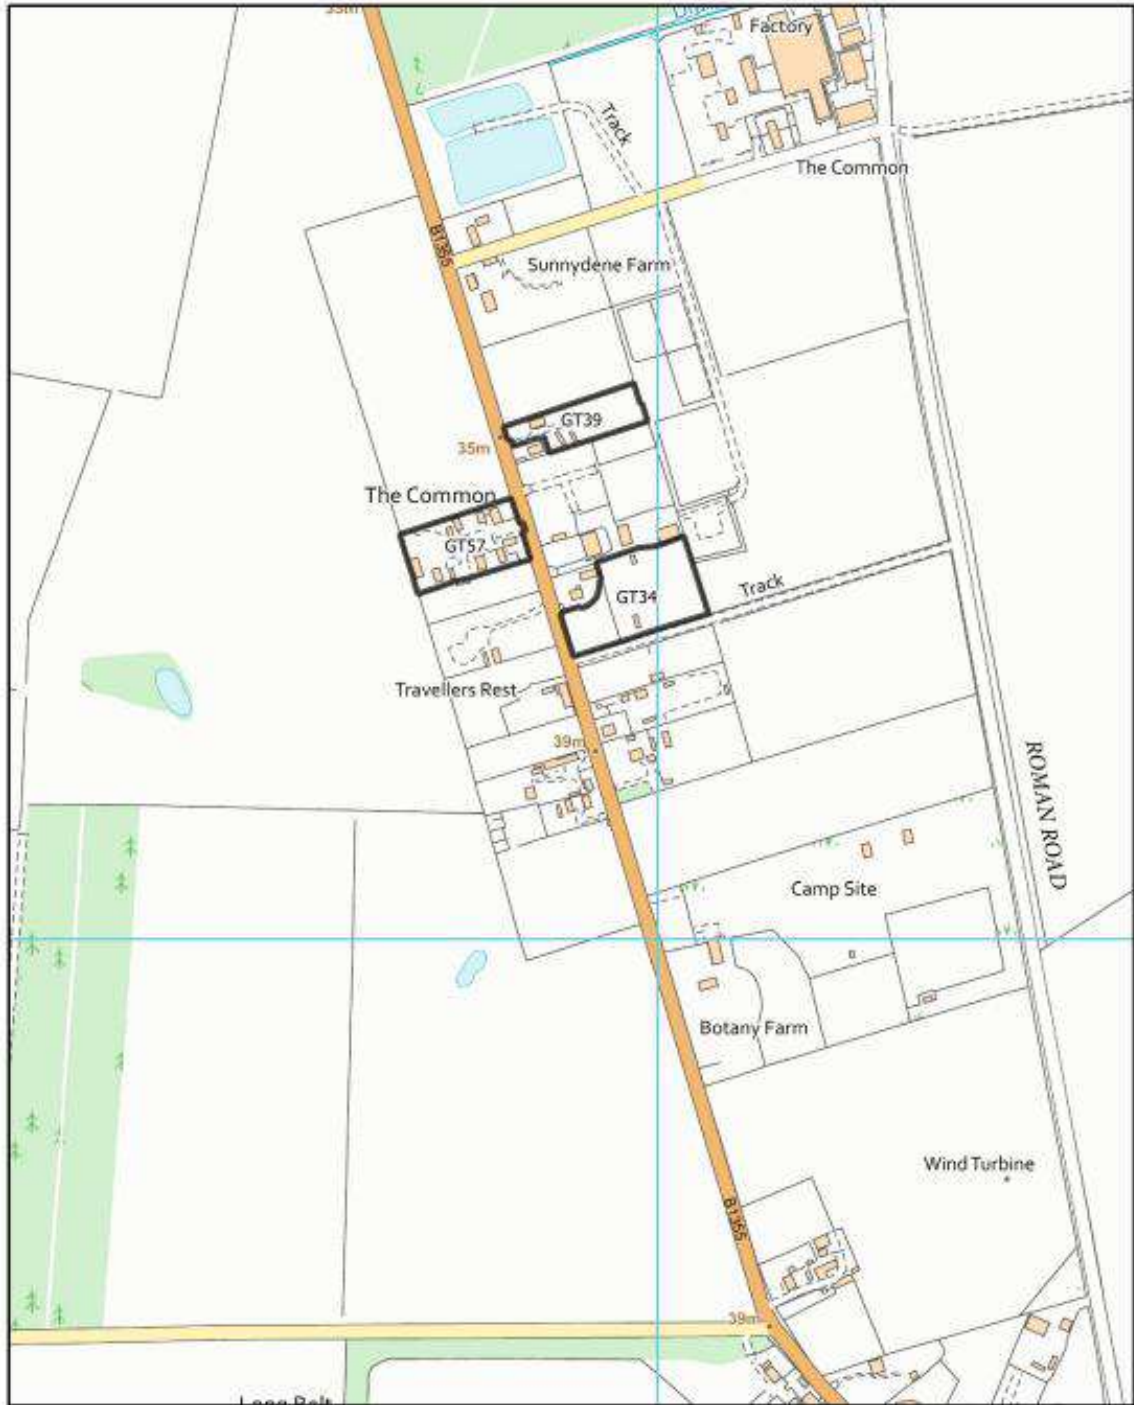 Factory
Track
The Common
B1355
Sunnydene Farm
GT39
35m
The Common
GT57
GT34
Track
Travellers Rest
39m
ROMAN ROAD
Camp Site
Botany Farm
Wind Turbine
B1355
39m